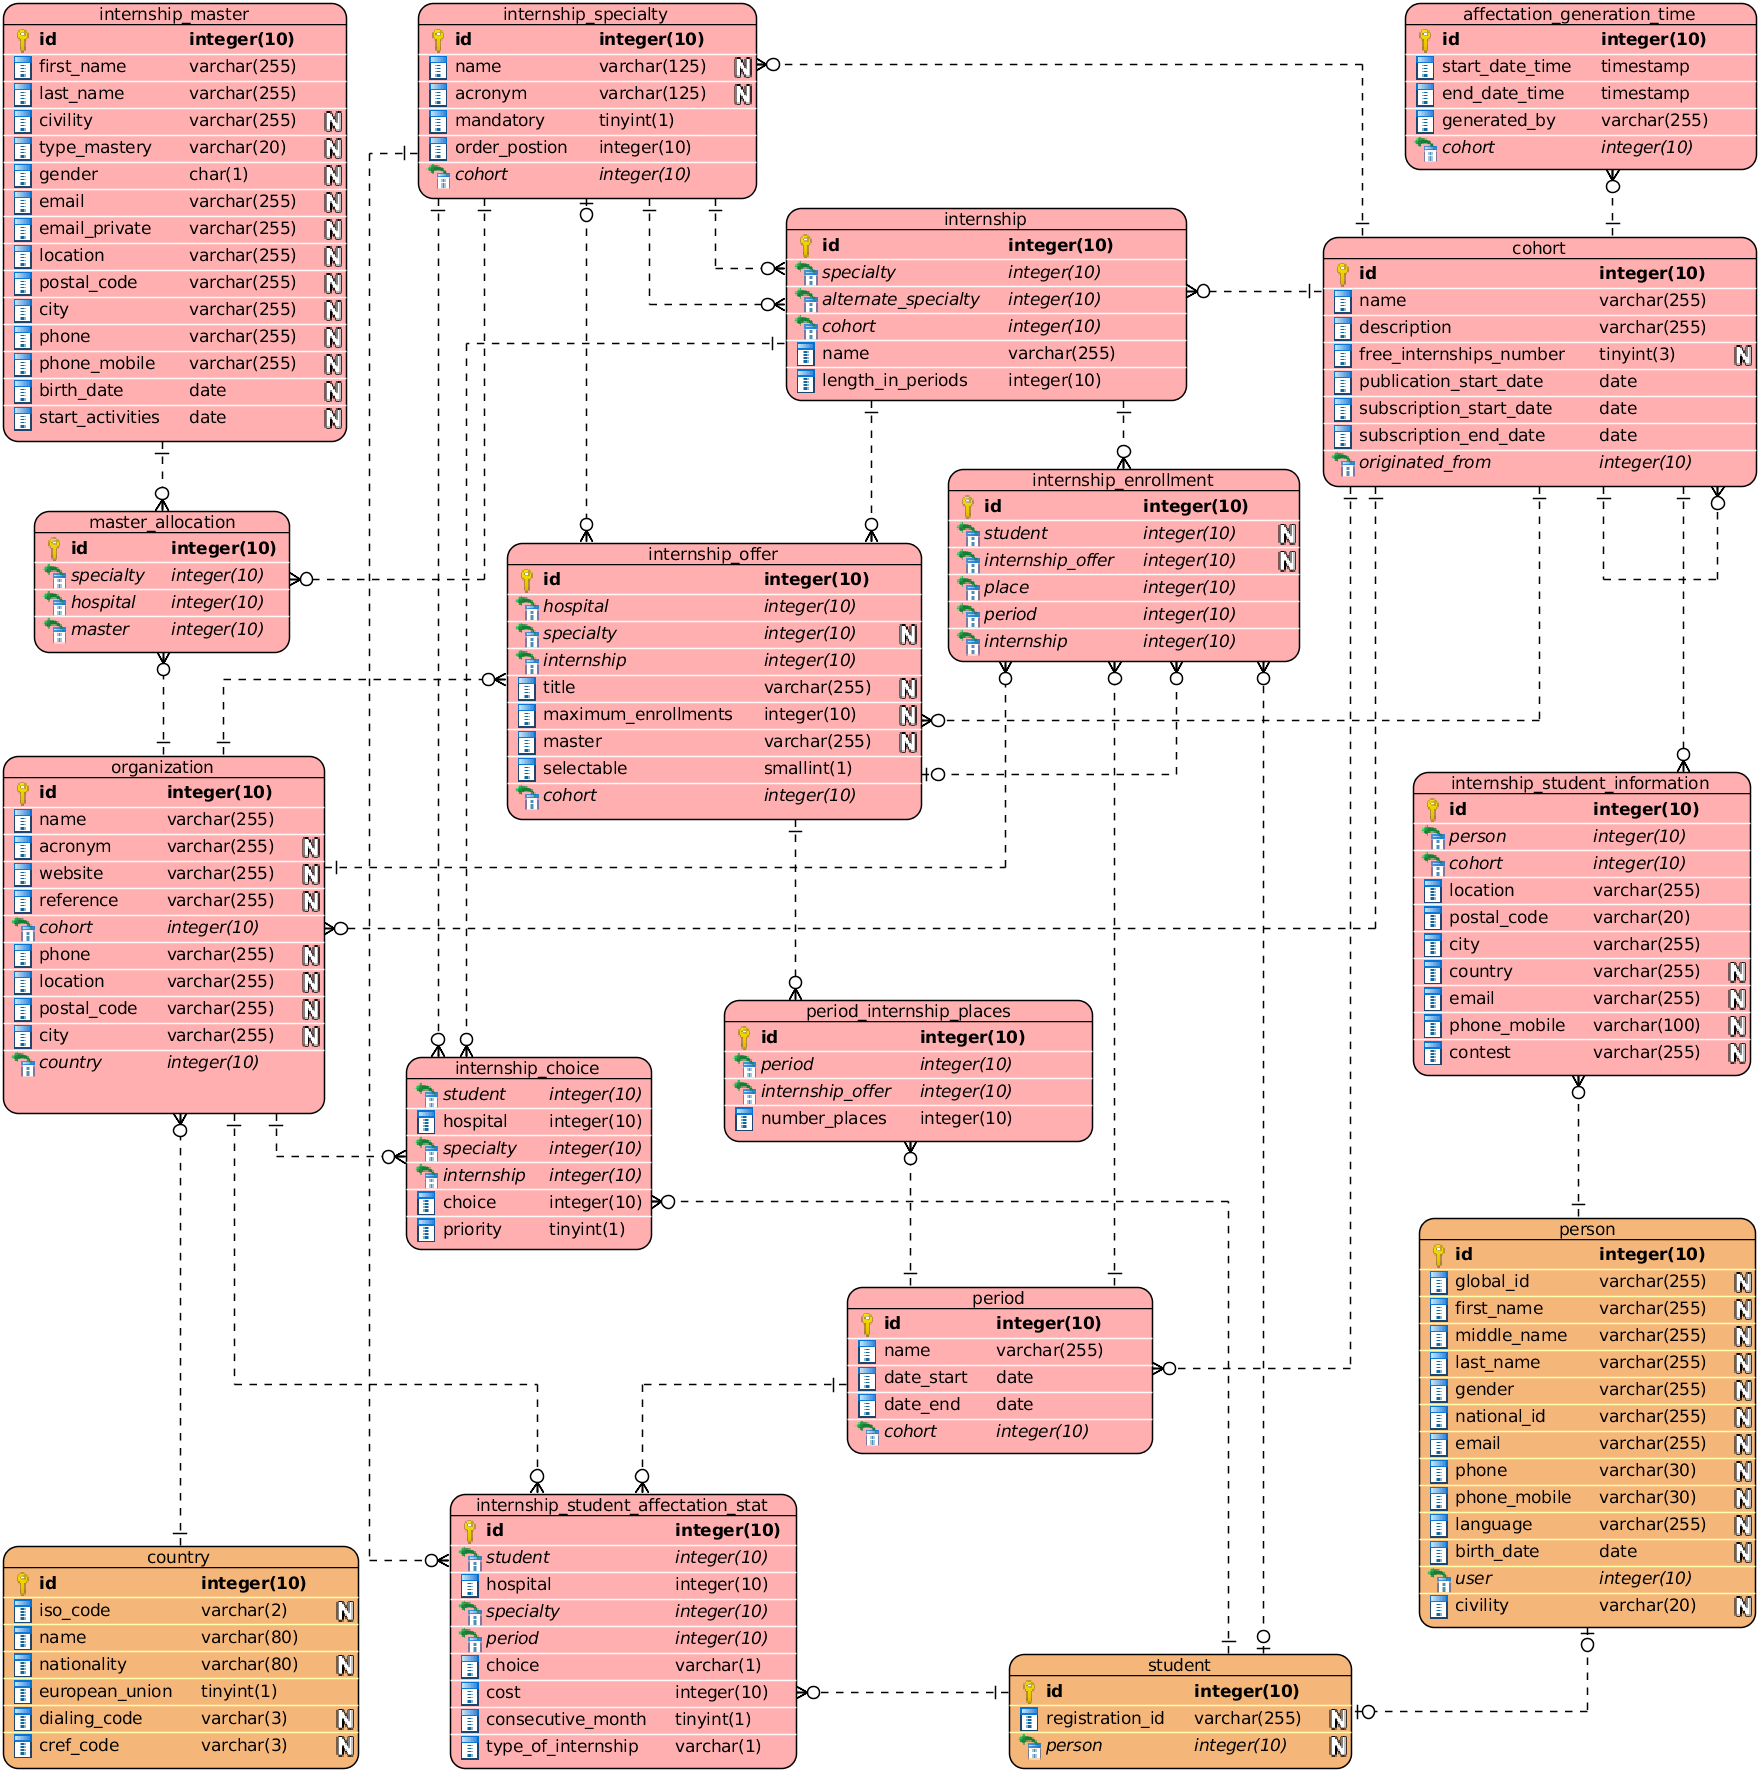 internship_master
id integer(10)
first_name varchar(255)
last_name varchar(255)
civility varchar(255) N
type_mastery varchar(20) N
gender char(1) N
email varchar(255) N
email_private varchar(255) N
location varchar(255) N
postal_code varchar(255) N
city varchar(255) N
phone varchar(255) N
phone_mobile varchar(255) N
birth_date date N
start_activities date N
internship_specialty
id integer(10)
name varchar(125) N
acronym varchar(125) N
mandatory tinyint(1)
order_postion integer(10)
cohort integer(10)
affectation_generation_time
id integer(10)
start_date_time timestamp
end_date_time timestamp
generated_by varchar(255)
cohort integer(10)
internship
id integer(10)
specialty integer(10)
alternate_specialty integer(10)
cohort integer(10)
name varchar(255)
length_in_periods integer(10)
cohort
id integer(10)
name varchar(255)
description varchar(255)
free_internships_number tinyint(3) N
publication_start_date date
subscription_start_date date
subscription_end_date date
originated_from integer(10)
master_allocation
id integer(10)
specialty integer(10)
hospital integer(10)
master integer(10)
internship_offer
id integer(10)
hospital integer(10)
specialty integer(10) N
internship integer(10)
title varchar(255) N
maximum_enrollments integer(10) N
master varchar(255) N
selectable smallint(1)
cohort integer(10)
internship_enrollment
id integer(10)
student integer(10) N
internship_offer integer(10) N
place integer(10)
period integer(10)
internship integer(10)
organization
id integer(10)
name varchar(255)
acronym varchar(255) N
website varchar(255) N
reference varchar(255) N
cohort integer(10)
phone varchar(255) N
location varchar(255) N
postal_code varchar(255) N
city varchar(255) N
country integer(10)
internship_student_information
id integer(10)
person integer(10)
cohort integer(10)
location varchar(255)
postal_code varchar(20)
city varchar(255)
country varchar(255) N
email varchar(255) N
phone_mobile varchar(100) N
contest varchar(255) N
internship_choice
student integer(10)
hospital integer(10)
specialty integer(10)
internship integer(10)
choice integer(10)
priority tinyint(1)
period_internship_places
id integer(10)
period integer(10)
internship_offer integer(10)
number_places integer(10)
period
id integer(10)
name varchar(255)
date_start date
date_end date
cohort integer(10)
person
id integer(10)
global_id varchar(255) N
first_name varchar(255) N
middle_name varchar(255) N
last_name varchar(255) N
gender varchar(255) N
national_id varchar(255) N
email varchar(255) N
phone varchar(30) N
phone_mobile varchar(30) N
language varchar(255) N
birth_date date N
user integer(10)
civility varchar(20) N
country
id integer(10)
iso_code varchar(2) N
name varchar(80)
nationality varchar(80) N
european_union tinyint(1)
dialing_code varchar(3) N
cref_code varchar(3) N
internship_student_affectation_stat
id integer(10)
student integer(10)
hospital integer(10)
specialty integer(10)
period integer(10)
choice varchar(1)
cost integer(10)
consecutive_month tinyint(1)
type_of_internship varchar(1)
student
id integer(10)
registration_id varchar(255) N
person integer(10) N